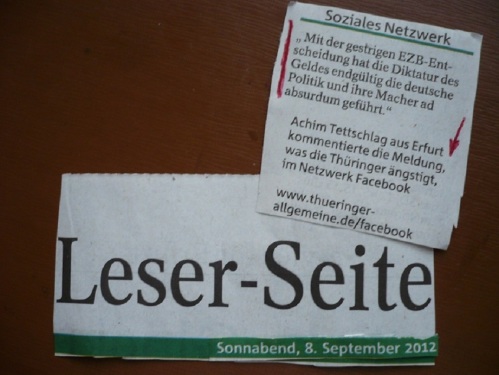 Soziales Netzwerk
„Mit der gestrigen EZB-Ent-
scheidung hat die Diktatur des
Geldes endgültig die deutsche
Politik und ihre Macher ad
absurdum geführt.“
Achim Tettschlag aus Erfurt
kommentierte die Meldung,
was die Thüringer ängstigt,
im Netzwerk Facebook
www.thueringer-
allgemeine.de/facebook
Leser-Seite
Sonnabend, 8. September 2012